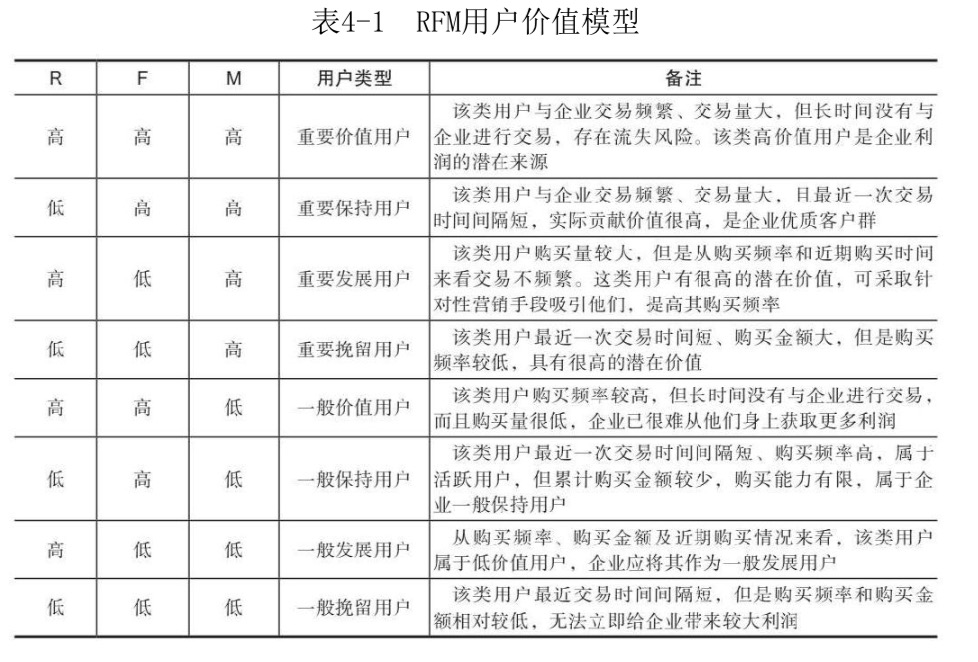 表4-1 RFM用户价值模型
R F M 用户类型 备注
高 高 高 重要价值用户 该类用户与企业交易频繁、交易量大，但长时间没有与
企业进行交易，存在流失风险。该类高价值用户是企业利
润的潜在来源
低 高 高 重要保持用户 该类用户与企业交易频繁、交易量大，且最近一次交易
时间间隔短，实际贡献价值很高，是企业优质客户群
高 低 高 重要发展用户 该类用户购买量较大，但是从购买频率和近期购买时间
来看交易不频繁。这类用户有很高的潜在价值，可采取针
对性营销手段吸引他们，提高其购买频率
低 低 高 重要挽留用户 该类用户最近一次交易时间短、购买金额大，但是购买
频率较低，具有很高的潜在价值
高 高 低 一般价值用户 该类用户购买频率较高，但长时间没有与企业进行交易，
而且购买量很低，企业已很难从他们身上获取更多利润
低 高 低 一般保持用户 该类用户最近一次交易时间间隔短、购买频率高，属于
活跃用户，但累计购买金额较少，购买能力有限，属于企
业一般保持用户
高 低 低 一般发展用户 从购买频率、购买金额及近期购买情况来看，该类用户
属于低价值用户，企业应将其作为一般发展用户
低 低 低 一般挽留用户 该类用户最近交易时间间隔短，但是购买频率和购买金
额相对较低，无法立即给企业带来较大利润